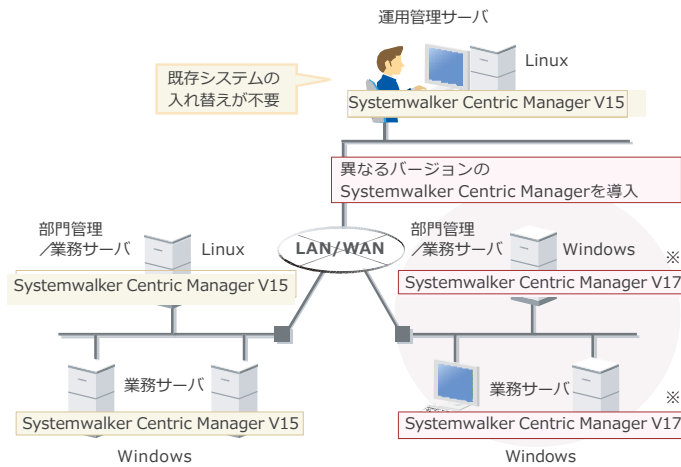 運用管理サーバ
Linux
既存システムの
入れ替えが不要
Systemwalker Centric Manager V15
異なるバージョンの
Systemwalker Centric Managerを導入
部門管理
／業務サーバ
Linux
Systemwalker Centric Manager V15
LAN/WAN
部門管理
／業務サーバ
Windows
※
Systemwalker Centric Manager V17
業務サーバ
Systemwalker Centric Manager V15
Windows
業務サーバ
※
Systemwalker Centric Manager V17
Windows